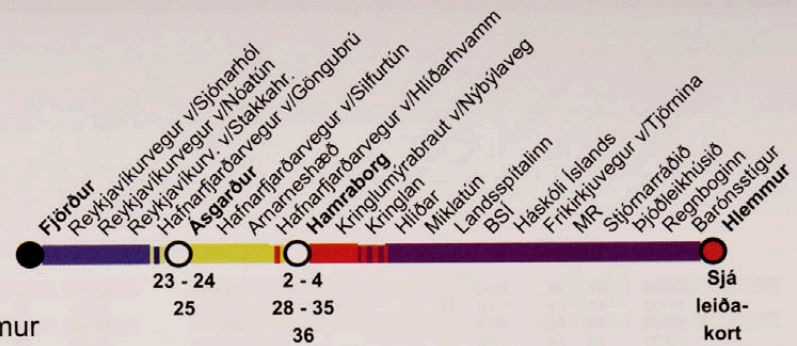 Fjörður
Reykjavíkurvegur v/Sjónarhól
Reykjavíkurvegur v/Nóatún
Reykjavíkurv. v/Stakkahr.
Hafnarfjarðarvegur v/Göngubrú
Asgarður
Hafnarfjarðarvegur v/Silfurtún
Arnarneshæð
Hafnarfjarðarvegur v/Hlíðarhvamm
Hamraborg
Kringlumýrabraut v/Nýbýlaveg
Kringlan
Hlíðar
Miklatún
Landsspítalinn
BSÍ
Háskóli Íslands
Fríkirkjuvegur v/Tjörnina
MR
Stjórnarráðið
Þjóðleikhúsið
Regnboginn
Barónsstígur
Hlemmur
23 - 24
25
2 - 4
28 - 35
36
Sjá
leiða-
kort